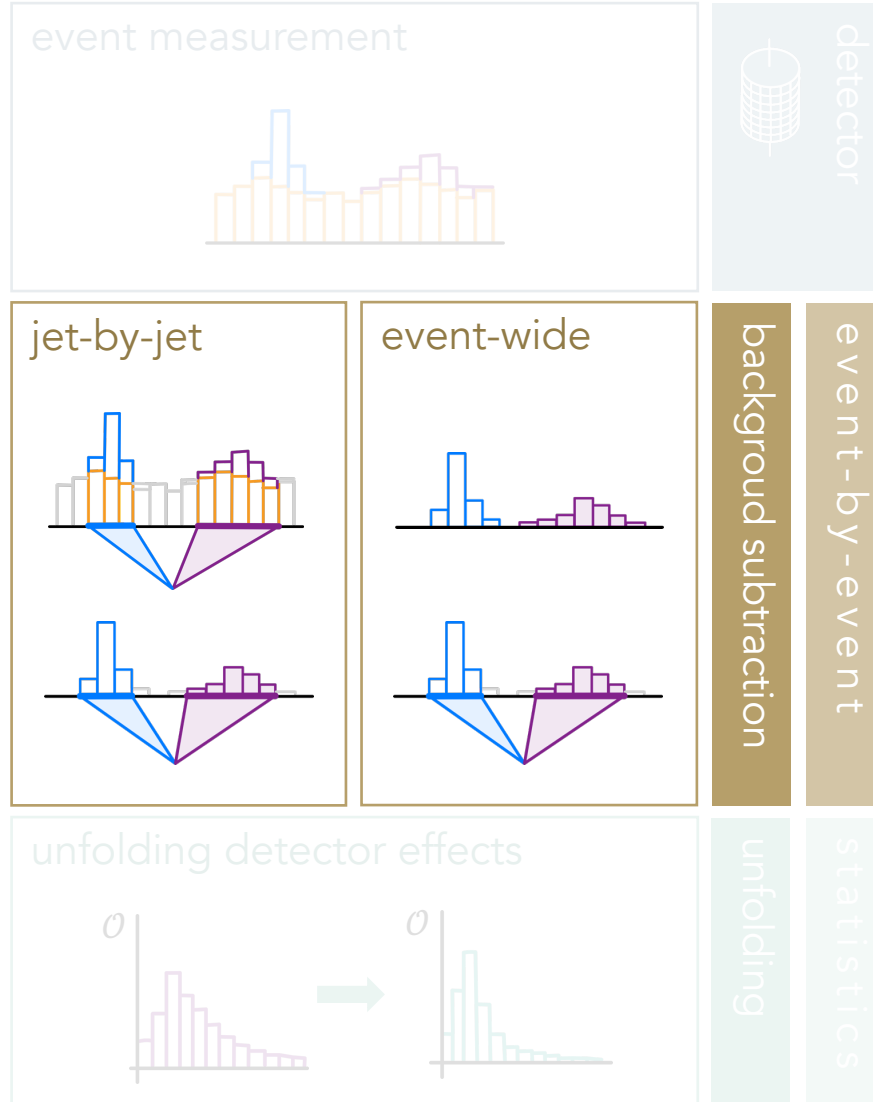 event measurement
detector
jet-by-jet
event-wide
backgroud subtraction
event-by-event
unfolding detector effects
𝒪
𝒪
unfolding
statistics